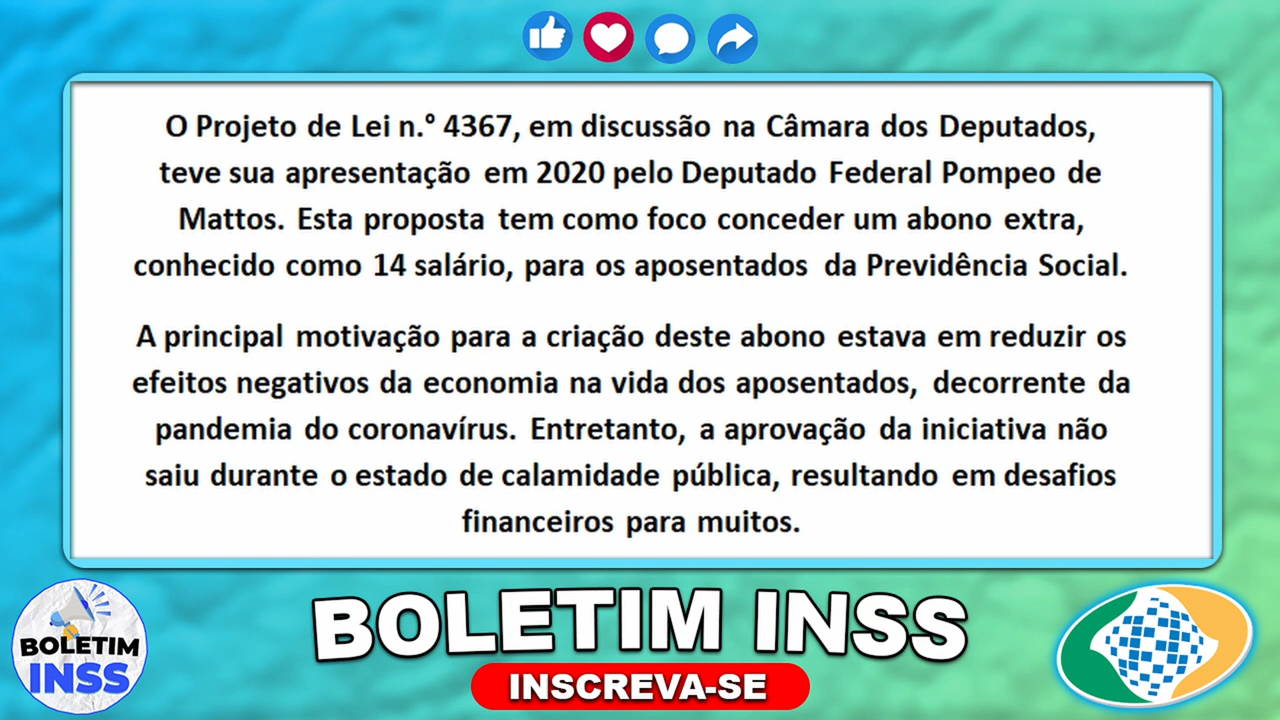 O Projeto de Lei n.º 4367, em discussão na Câmara dos Deputados,
teve sua apresentação em 2020 pelo Deputado Federal Pompeo de
Mattos. Esta proposta tem como foco conceder um abono extra,
conhecido como 14 salário, para os aposentados da Previdência Social.
A principal motivação para a criação deste abono estava em reduzir os
efeitos negativos da economia na vida dos aposentados, decorrente da
pandemia do coronavírus. Entretanto, a aprovação da iniciativa não
saiu durante o estado de calamidade pública, resultando em desafios
financeiros para muitos.
BOLETIM
INSS
BOLETIM INSS
INSCREVA-SE